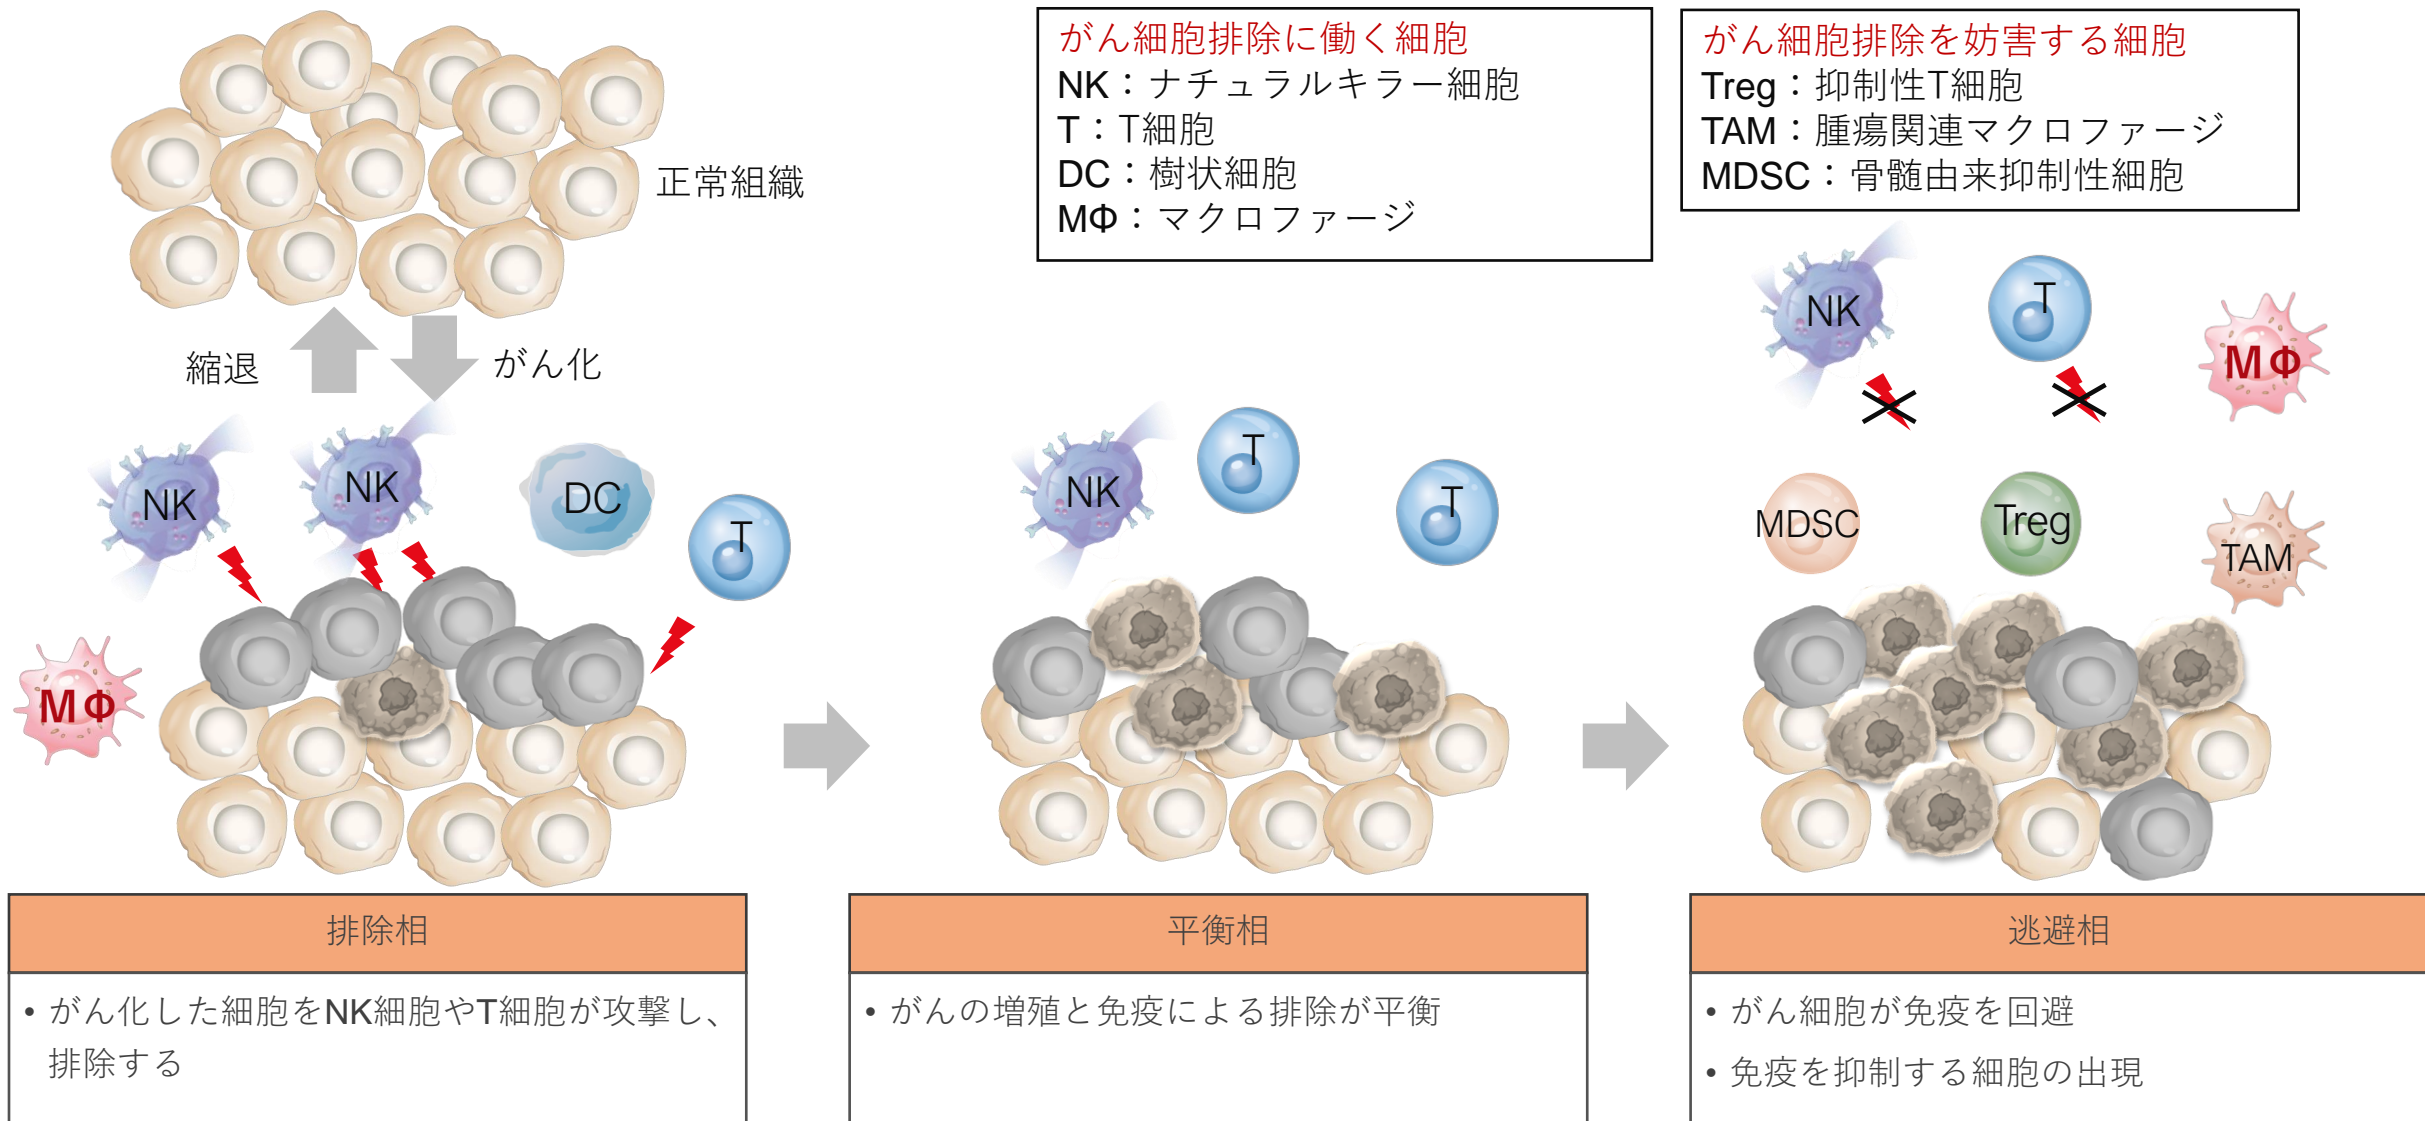 がん細胞排除に働く細胞
NK：ナチュラルキラー細胞
T：T細胞
DC：樹状細胞
MΦ：マクロファージ
がん細胞排除を妨害する細胞
Treg：抑制性T細胞
TAM：腫瘍関連マクロファージ
MDSC：骨髄由来抑制性細胞
正常組織
縮退
がん化
NK
NK
DC
T
MΦ
NK
T
T
NK
T
MΦ
MDSC
Treg
TAM
排除相
• がん化した細胞をNK細胞やT細胞が攻撃し、
排除する
平衡相
• がんの増殖と免疫による排除が平衡
逃避相
• がん細胞が免疫を回避
• 免疫を抑制する細胞の出現